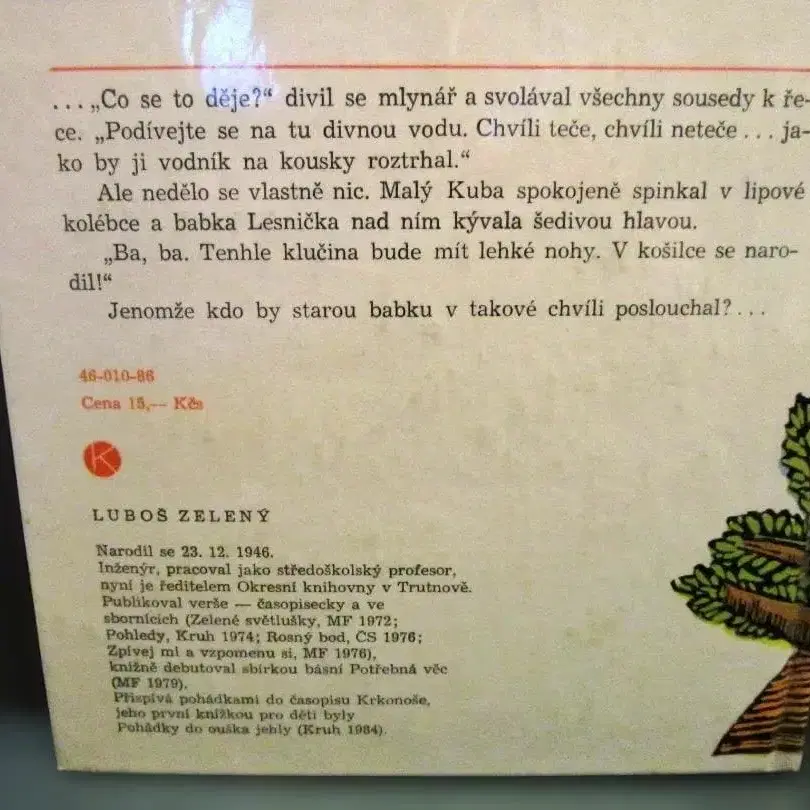 ...„Co se to děje?“ divil se mlynář a svolával všechny sousedy k ře-
ce. „Podívejte se na tu divnou vodu. Chvíli teče, chvíli neteče... ja-
ko by ji vodník na kousky roztrhal.“
Ale nedělo se vlastně nic. Malý Kuba spokojeně spinkal v lipové
kolébce a babka Lesnička nad ním kývala šedivou hlavou.
„Ba, ba. Tenhle klučina bude mít lehké nohy. V košilce se naro-
dil!“
Jenomže kdo by starou babku v takové chvíli poslouchal?...
46-010-86
Cena 15,— Kčs
K
LUBOŠ ZELENÝ
Narodil se 23. 12. 1946.
Inženýr, pracoval jako středoškolský profesor,
nyní je ředitelem Okresní knihovny v Trutnově.
Publikoval verše — časopisecky a ve
sbornících (Zelené světlušky, MF 1972;
Pohledy, Kruh 1974; Rosný bod, ČS 1976;
Zpívej mi a vzpomenu si, MF 1976),
knižně debutoval sbírkou básní Potřebná věc
(MF 1979).
Přispívá pohádkami do časopisu Krkonoše,
jeho první knížkou pro děti byly
Pohádky do ouška jehly (Kruh 1984).